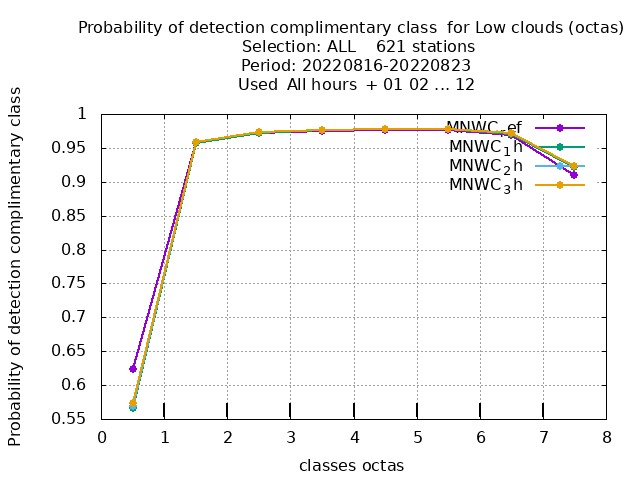 Probability of detection complimentary class for Low clouds (octas)
Selection: ALL 621 stations
Period: 20220816-20220823
Used All hours + 01 02 ... 12
Probability of detection complimentary class
1
0.95
0.9
0.85
0.8
0.75
0.7
0.65
0.6
0.55
MNWC_ref
MNWC1h
MNWC2h
MNWC3h
0 1 2 3 4 5 6 7 8
classes octas